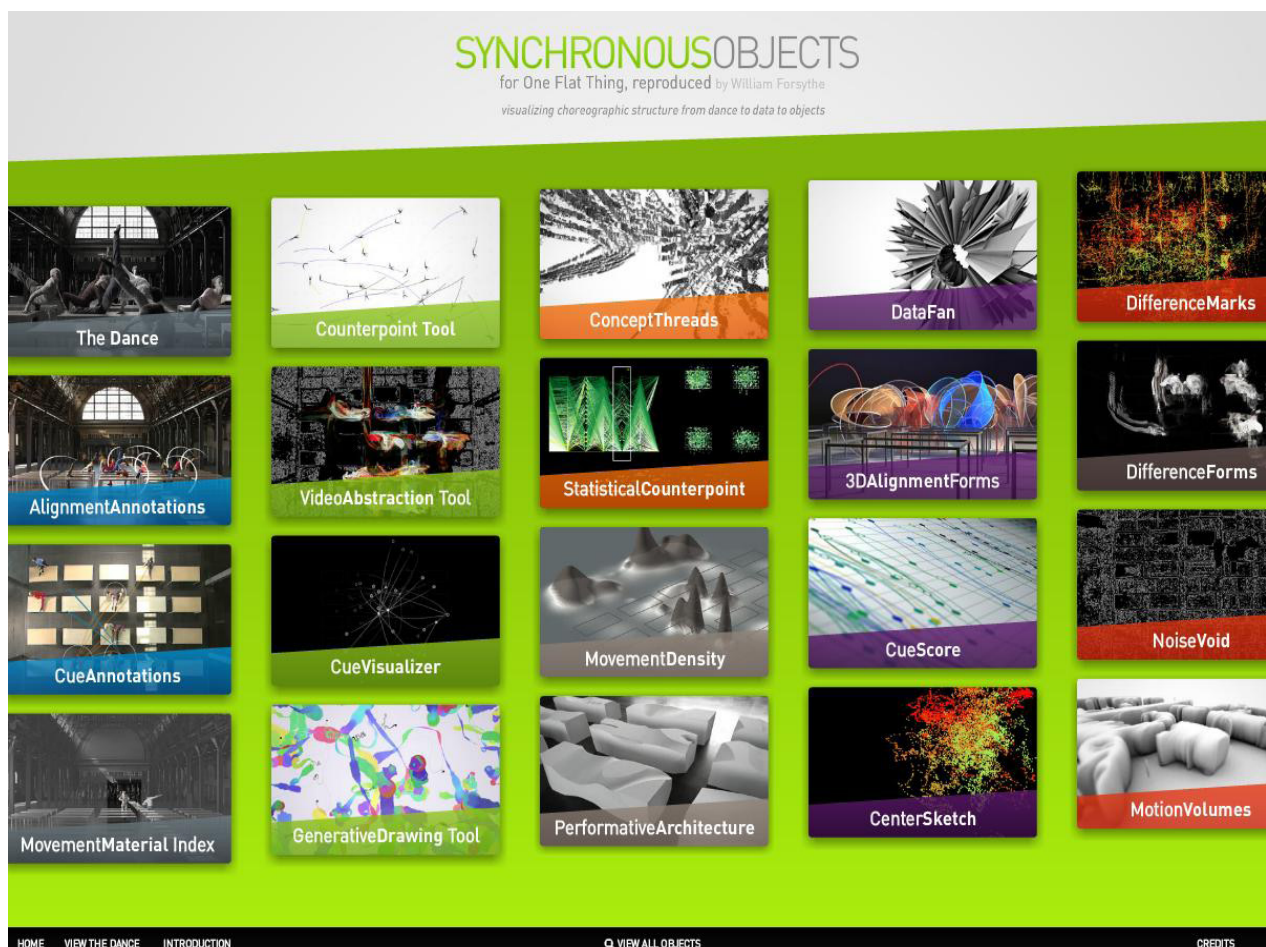 SYNCHRONOUSOBJECTS
for One Flat Thing, reproduced by William Forsythe
visualizing choreographic structure from dance to data to objects
The Dance
Counterpoint Tool
ConceptThreads
DataFan
DifferenceMarks
AlignmentAnnotations
VideoAbstraction Tool
StatisticalCounterpoint
3DAlignmentForms
DifferenceForms
CueAnnotations
CueVisualizer
MovementDensity
CueScore
NoiseVoid
MovementMaterial Index
GenerativeDrawing Tool
PerformativeArchitecture
CenterSketch
MotionVolumes
HOME VIEW THE DANCE INTRODUCTION VIEW ALL OBJECTS CREDITS